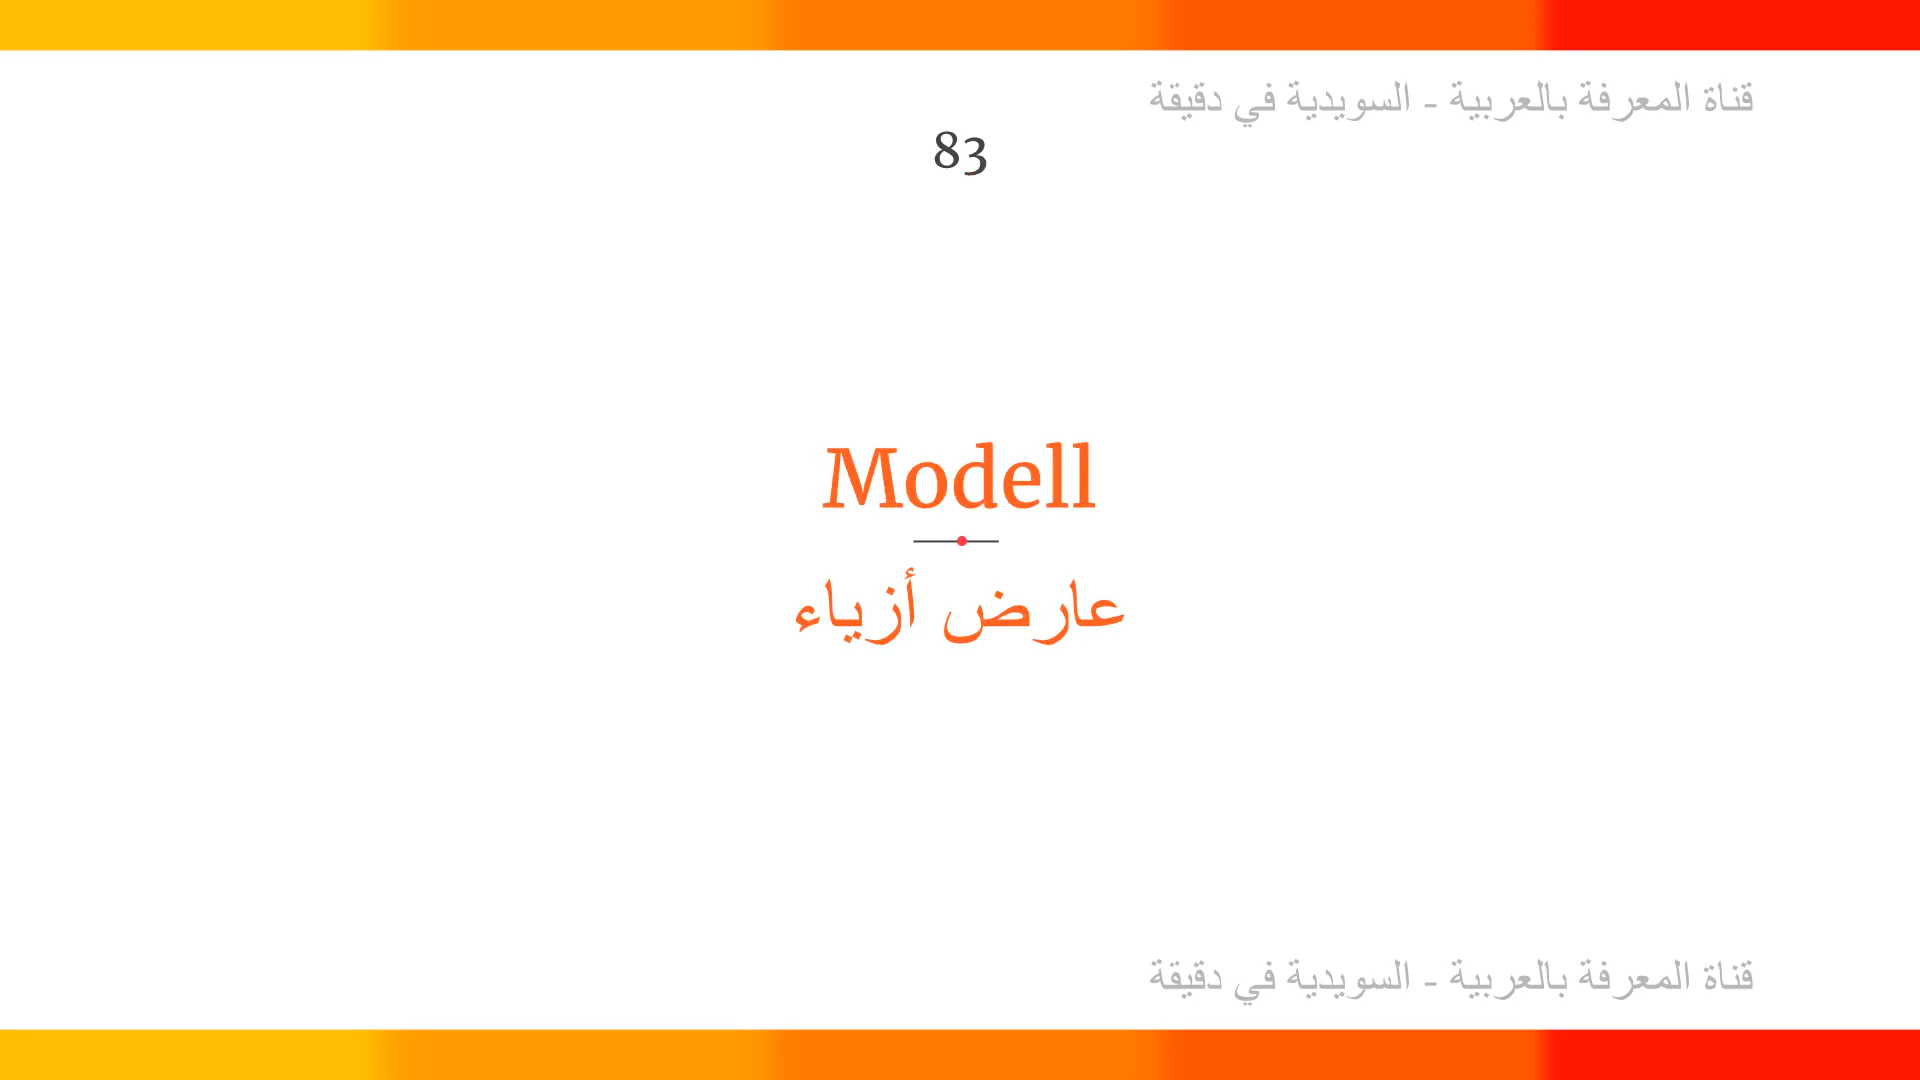 قناة المعرفة بالعربية - السويدية في دقيقة
83
Modell
عارض أزياء
قناة المعرفة بالعربية - السويدية في دقيقة